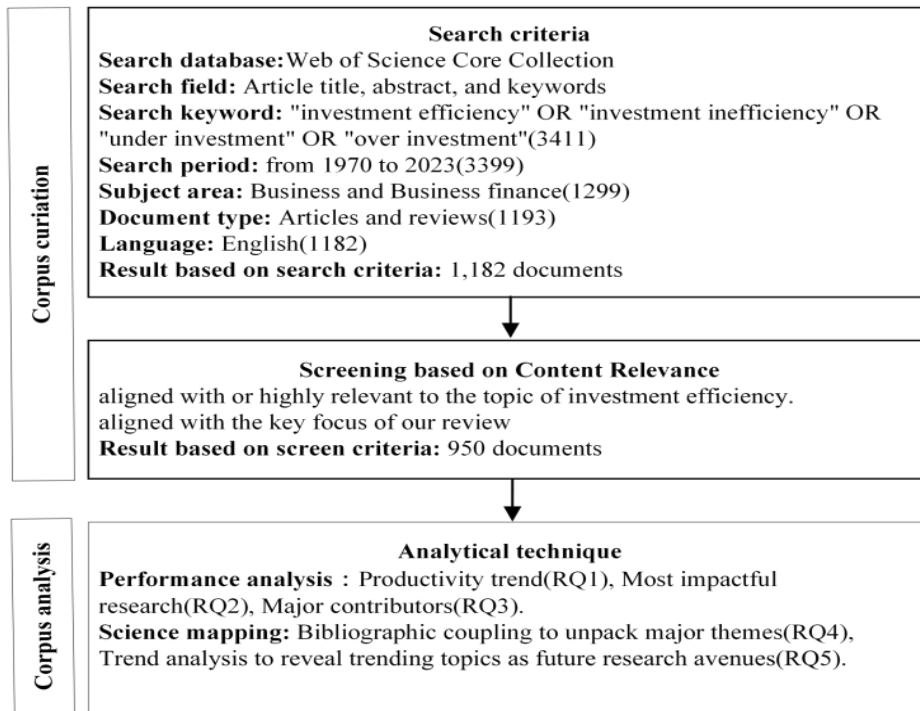 Corpus curiation
Search criteria
Search database:Web of Science Core Collection
Search field: Article title, abstract, and keywords
Search keyword: "investment efficiency" OR "investment inefficiency" OR
"under investment" OR "over investment"(3411)
Search period: from 1970 to 2023(3399)
Subject area: Business and Business finance(1299)
Document type: Articles and reviews(1193)
Language: English(1182)
Result based on search criteria: 1,182 documents
Screening based on Content Relevance
aligned with or highly relevant to the topic of investment efficiency.
aligned with the key focus of our review
Result based on screen criteria: 950 documents
Corpus analysis
Analytical technique
Performance analysis : Productivity trend(RQ1), Most impactful
research(RQ2), Major contributors(RQ3).
Science mapping: Bibliographic coupling to unpack major themes(RQ4),
Trend analysis to reveal trending topics as future research avenues(RQ5).